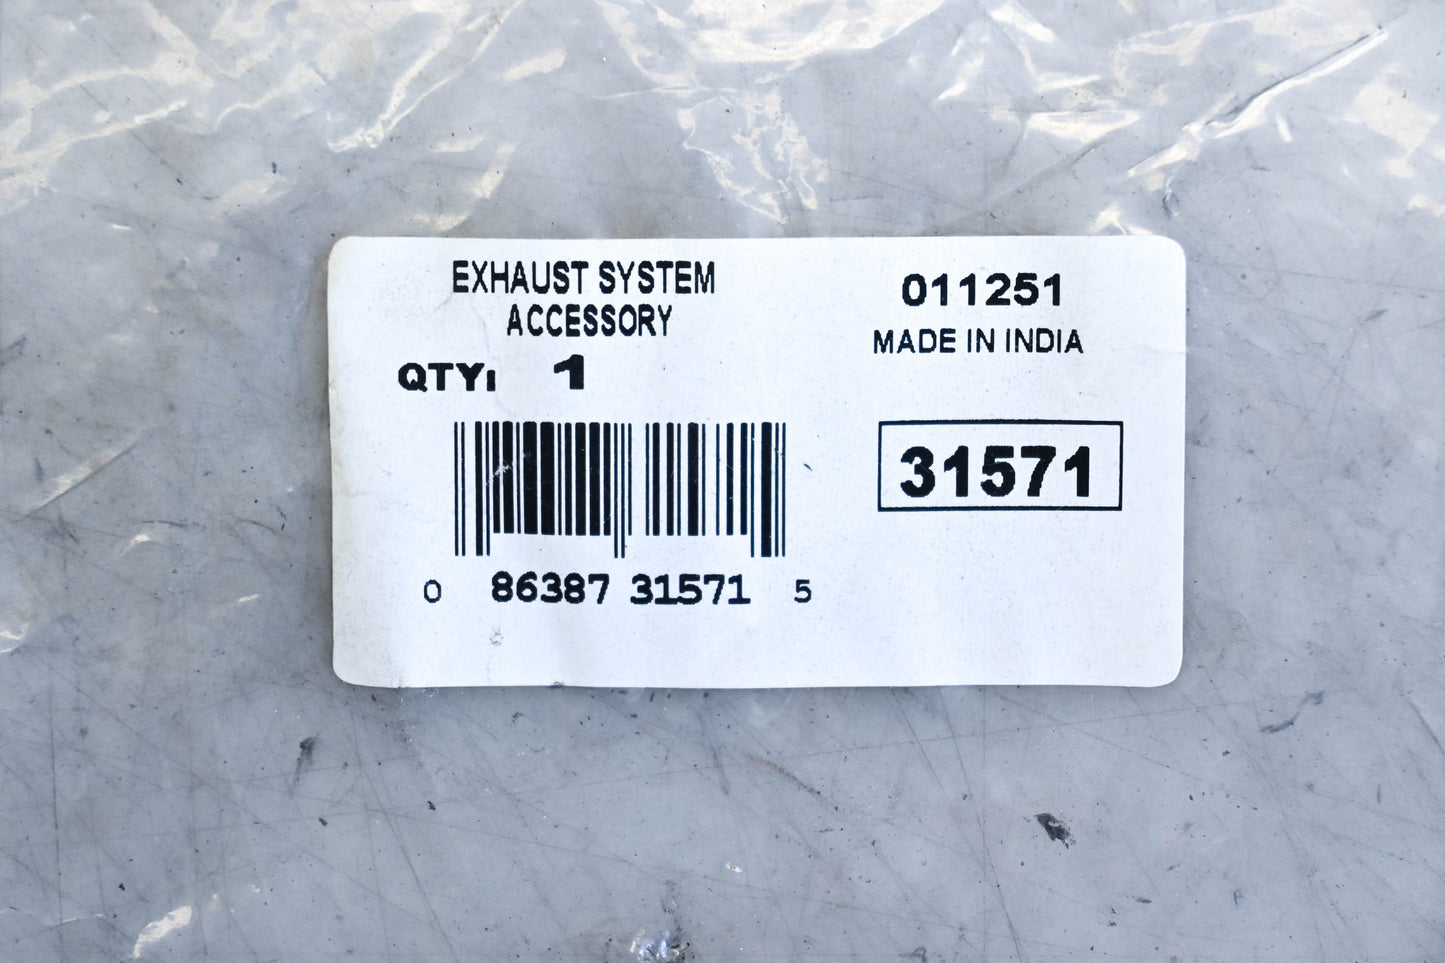 EXHAUST SYSTEM
ACCESSORY
QTY: 1
0 86387 31571 5
011251
MADE IN INDIA
31571